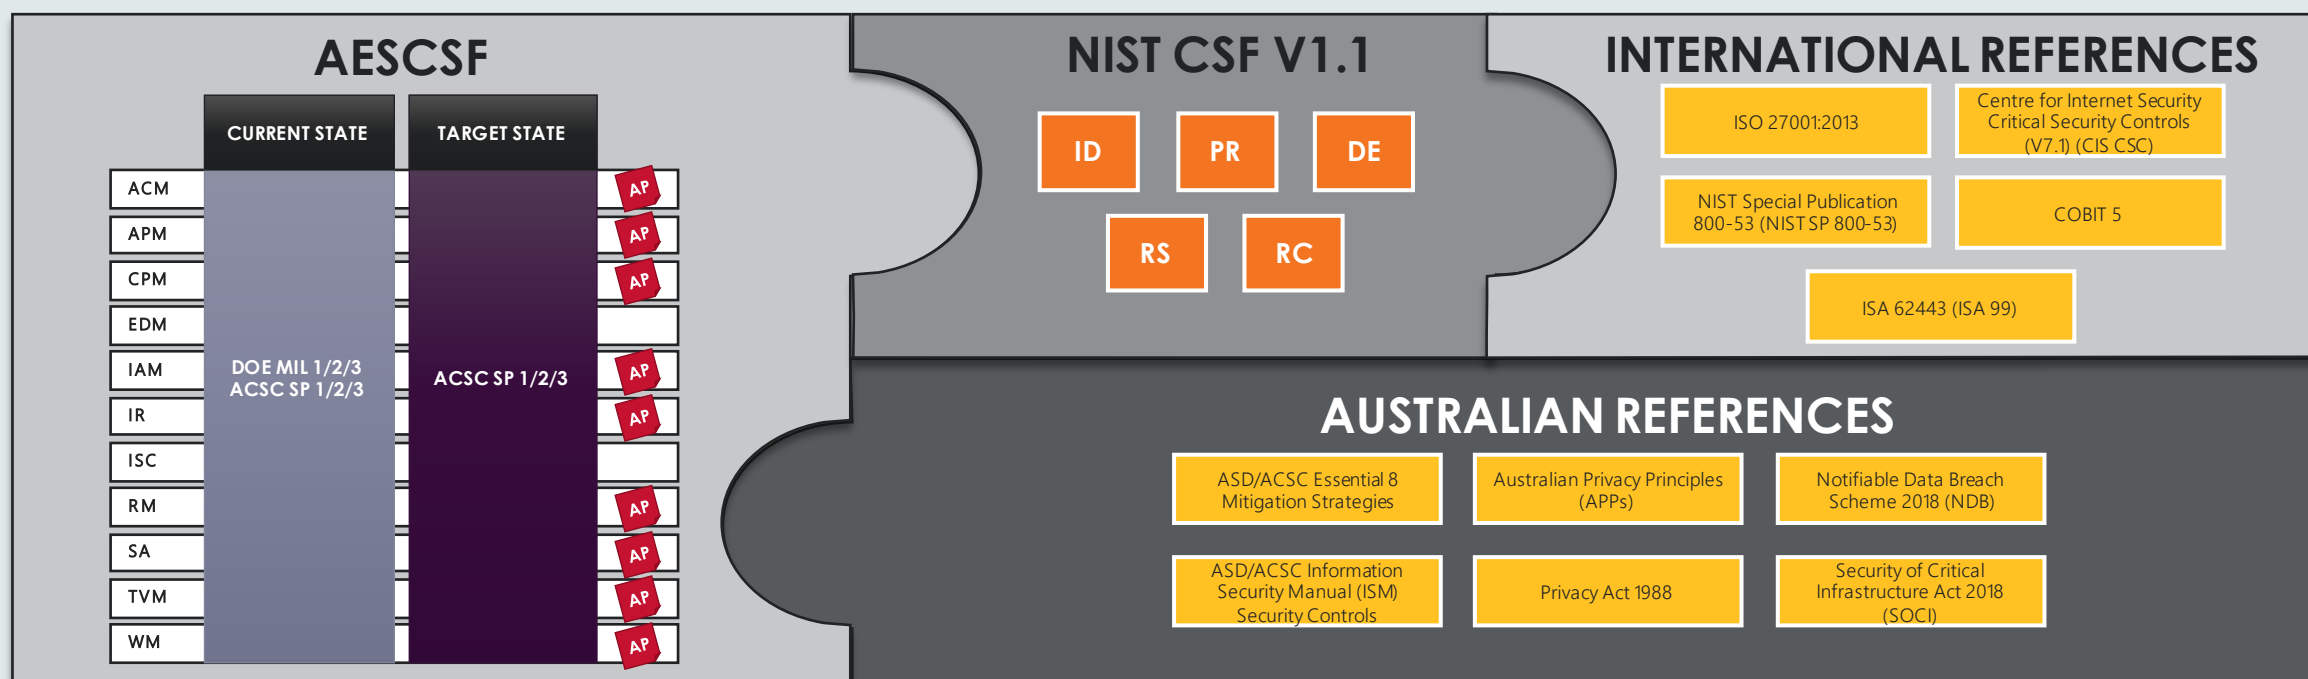 AESCSF
CURRENT STATE
TARGET STATE
ACM
AP
APM
AP
CPM
AP
EDM
IAM
AP
IR
AP
ISC
RM
AP
SA
AP
TVM
AP
WM
AP
DOE MIL 1/2/3
ACSC SP 1/2/3
ACSC SP 1/2/3
NIST CSF V1.1
ID
PR
DE
RS
RC
INTERNATIONAL REFERENCES
ISO 27001:2013
Centre for Internet Security
Critical Security Controls
(V7.1) (CIS CSC)
NIST Special Publication
800-53 (NIST SP 800-53)
COBIT 5
ISA 62443 (ISA 99)
AUSTRALIAN REFERENCES
ASD/ACSC Essential 8
Mitigation Strategies
Australian Privacy Principles
(APPs)
Notifiable Data Breach
Scheme 2018 (NDB)
ASD/ACSC Information
Security Manual (ISM)
Security Controls
Privacy Act 1988
Security of Critical
Infrastructure Act 2018
(SOCI)